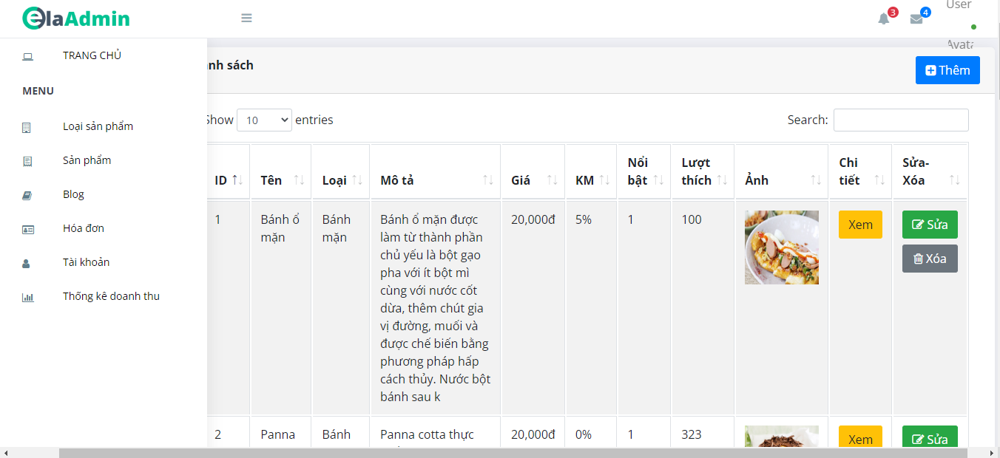 elaAdmin
3
4
User
Avata
TRANG CHỦ
MENU
Loại sản phẩm
Sản phẩm
Blog
Hóa đơn
Tài khoản
Thống kê doanh thu
nh sách
Thêm
Show 10 entries
Search:
ID Tên Loại Mô tả Giá KM Nổi bật Lượt thích Ảnh Chi tiết Sửa-Xóa
1
Bánh ổ
mặn
Bánh
mặn
Bánh ổ mặn được
làm từ thành phần
chủ yếu là bột gạo
pha với ít bột mì
cùng với nước cốt
dừa, thêm chút gia
vị đường, muối và
được chế biến bằng
phương pháp hấp
cách thủy. Nước bột
bánh sau k
20,000đ
5%
1
100
Xem
Sửa
Xóa
2
Panna
Bánh
Panna cotta thực
20,000đ
0%
1
323
Xem
Sửa